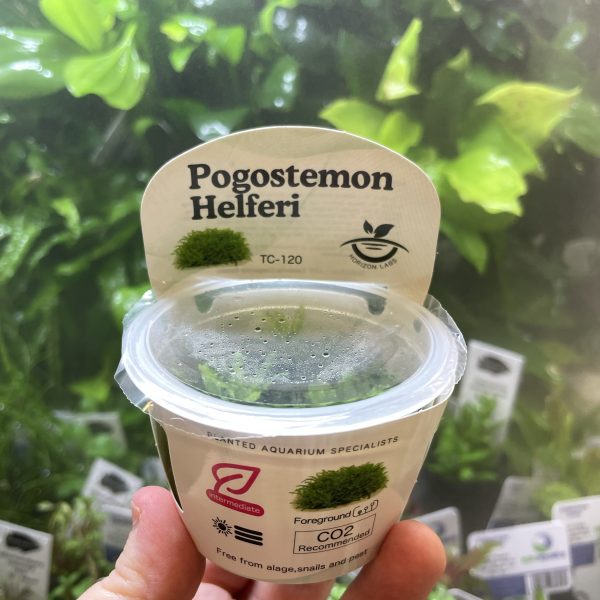 Pogostemon
Helferi
TC-120
HORIZON LABS
PLANTED AQUARIUM SPECIALISTS
intermediate
Foreground
CO2
Recommended
Free from alage,snails and pest